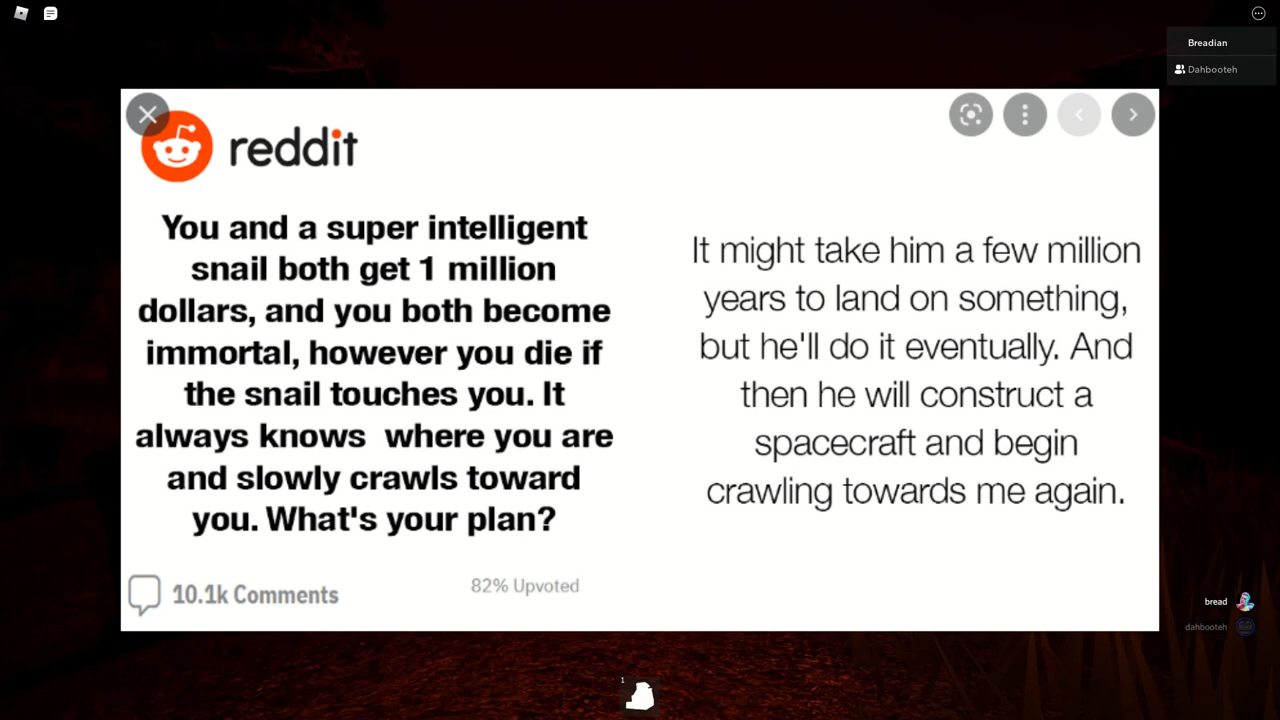 Breadian
Dahbooteh
reddit
You and a super intelligent
snail both get 1 million
dollars, and you both become
immortal, however you die if
the snail touches you. It
always knows where you are
and slowly crawls toward
you. What's your plan?
10.1k Comments
82% Upvoted
It might take him a few million
years to land on something,
but he'll do it eventually. And
then he will construct a
spacecraft and begin
crawling towards me again.
bread
dahbooteh
1